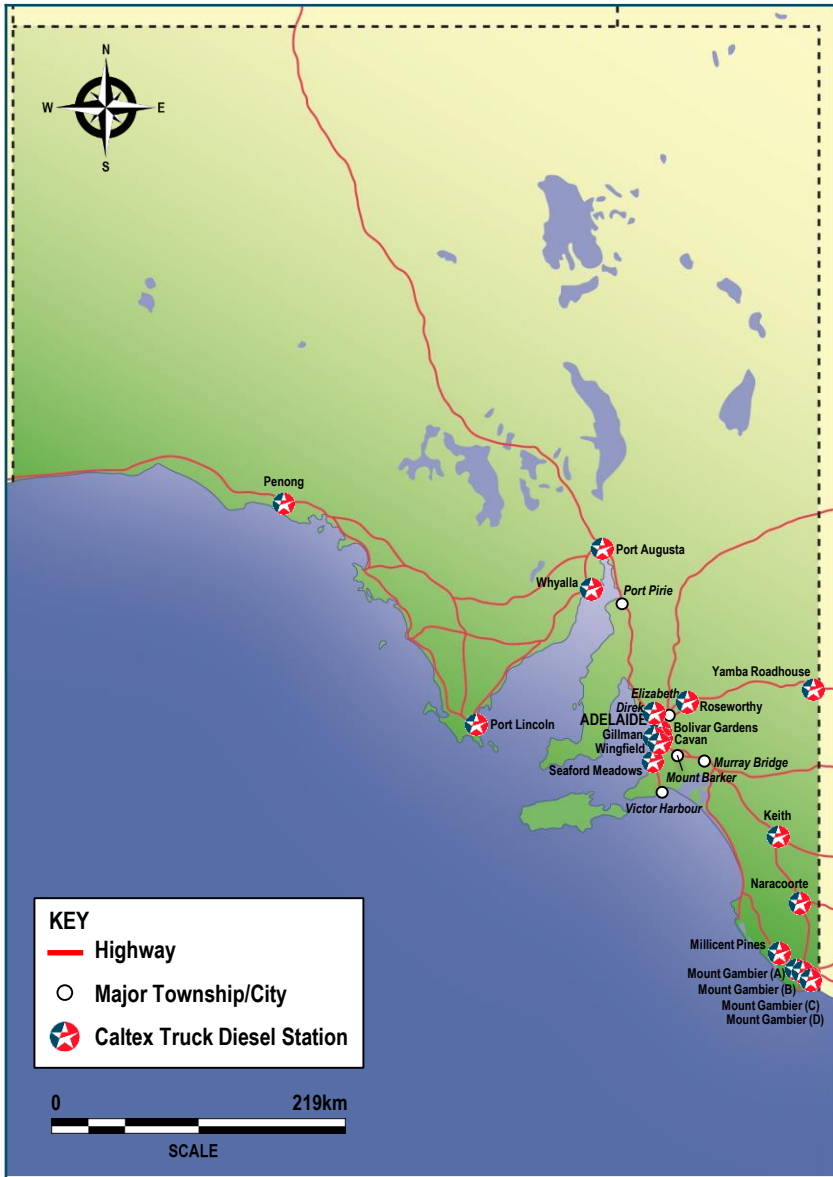 N
W
E
S
Penong
Port Augusta
Whyalla
Port Pirie
Yamba Roadhouse
Elizabeth
Roseworthy
Direk
ADELAIDE
Port Lincoln
Bolivar Gardens
Gillman
Cavan
Wingfield
Seaford Meadows
Murray Bridge
Mount Barker
Victor Harbour
Keith
Naracoorte
Millicent Pines
Mount Gambier (A)
Mount Gambier (B)
Mount Gambier (C)
Mount Gambier (D)
KEY
Highway
Major Township/City
Caltex Truck Diesel Station
0 219km
SCALE